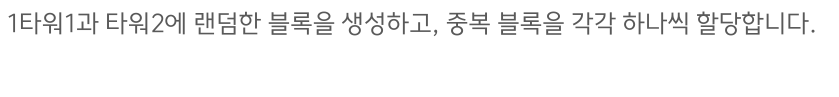 1타워1과 타워2에 랜덤한 블록을 생성하고, 중복 블록을 각각 하나씩 할당합니다.